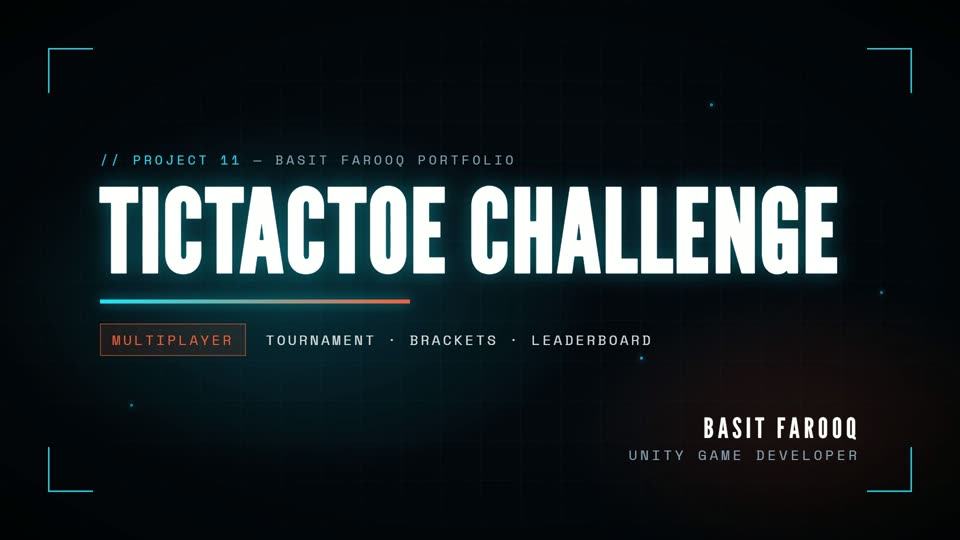 // PROJECT 11 — BASIT FAROOQ PORTFOLIO
TICTACTOE CHALLENGE
MULTIPLAYER TOURNAMENT · BRACKETS · LEADERBOARD
BASIT FAROOQ
UNITY GAME DEVELOPER